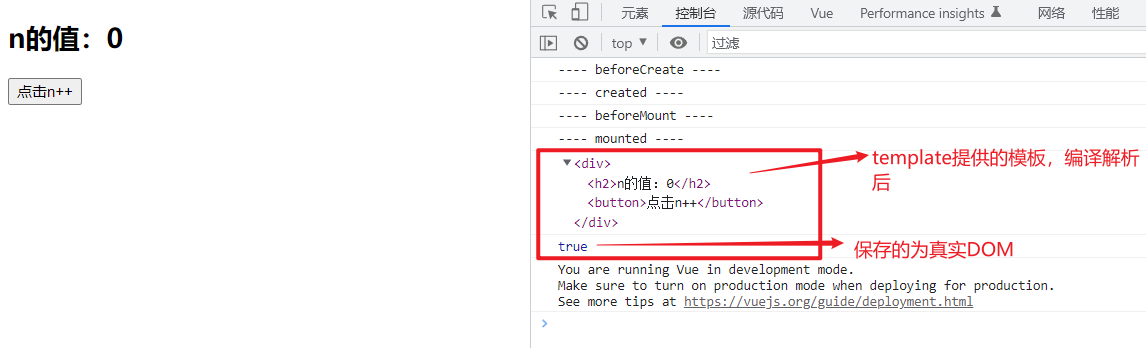 n的值：0
点击n++
元素 控制台 源代码 Vue Performance insights 网络 性能
top ▼ 过滤
---- beforeCreate ----
---- created ----
---- beforeMount ----
---- mounted ----
▼<div>
<h2>n的值：0</h2>
<button>点击n++</button>
</div>
template提供的模板，编译解析
后
true
保存的为真实DOM
You are running Vue in development mode.
Make sure to turn on production mode when deploying for production.
See more tips at https://vuejs.org/guide/deployment.html